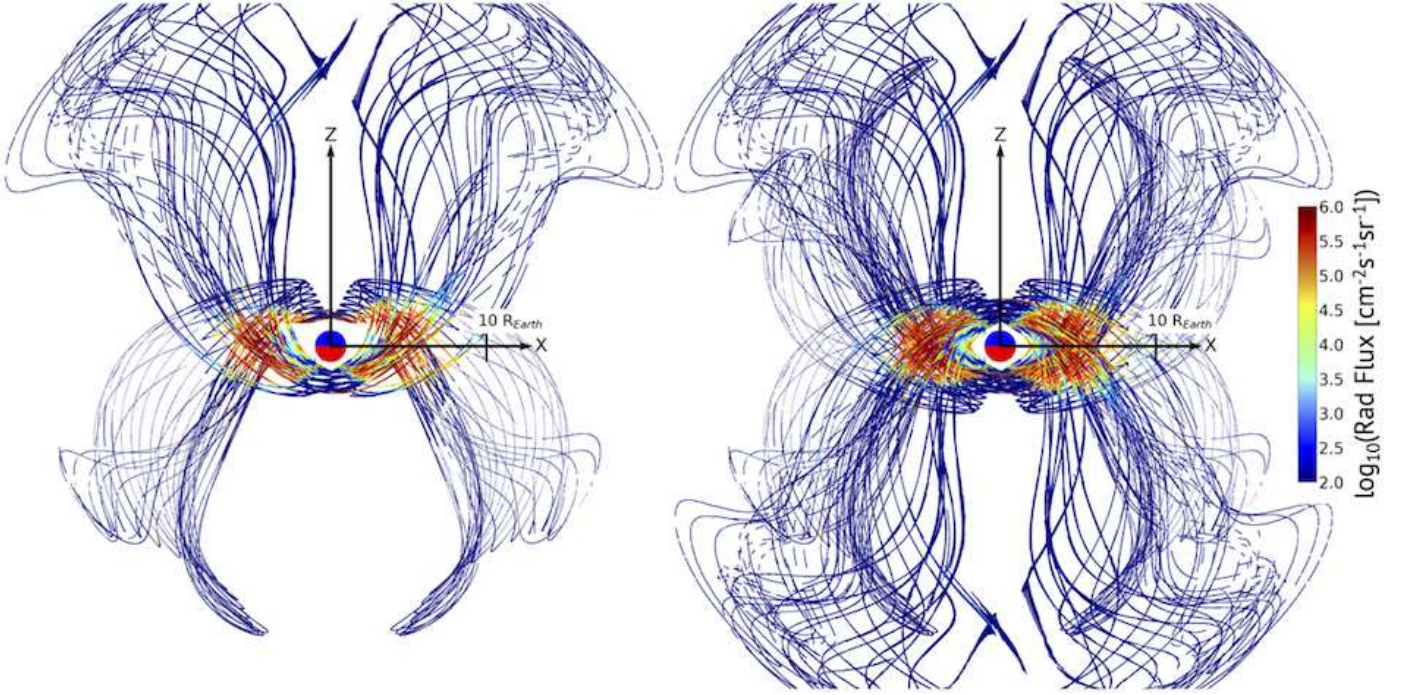 Z
10 R_Earth
X
Z
10 R_Earth
X
6.0
5.5
5.0
4.5
4.0
3.5
3.0
2.5
2.0
log₁₀(Rad Flux [cm⁻²s⁻¹sr⁻¹])